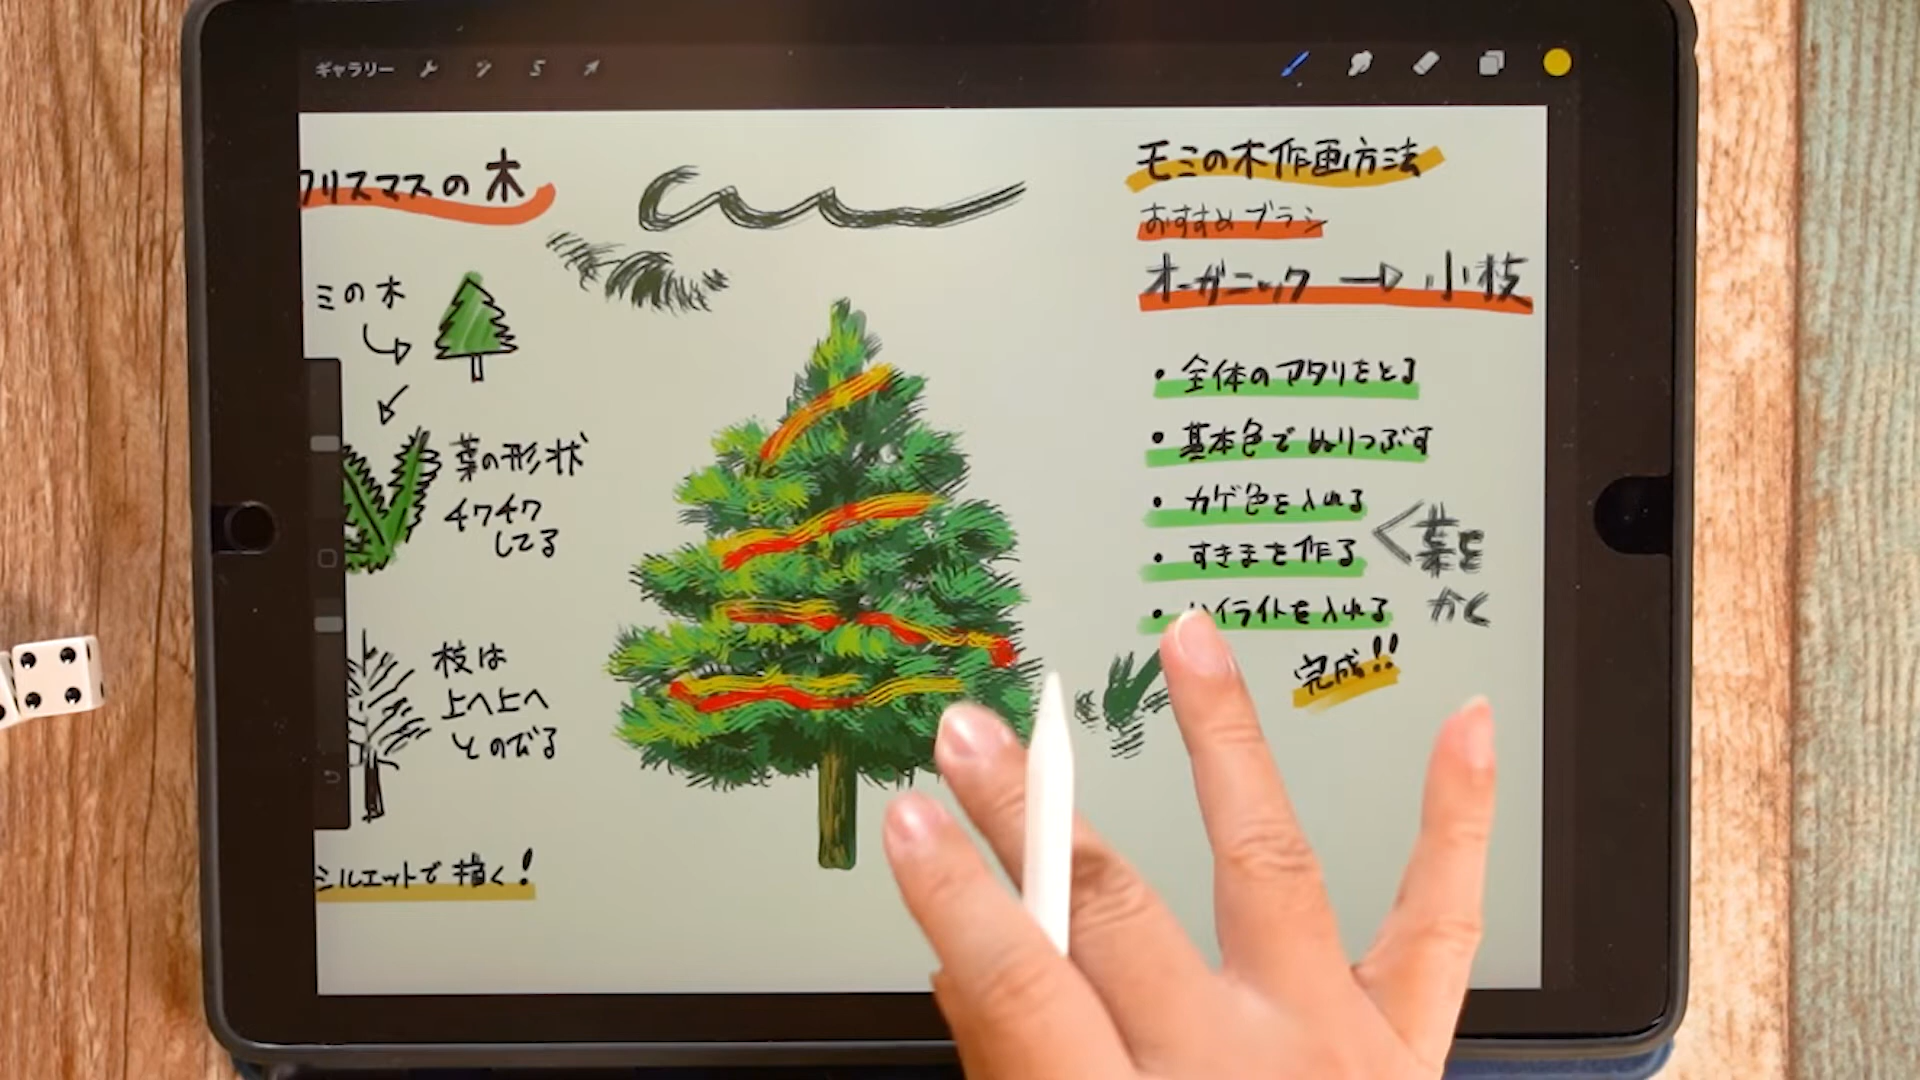 ギャラリー
クリスマスの木
ミの木
葉の形状
チクチク
してる
枝は
上へ上へ
とのびる
シルエットで描く!
モミの木作画方法
おすすめブラシ
オーガニック → 小枝
・全体のアタリをとる
・基本色でぬりつぶす
・カゲ色を入れる
・すきまを作る
葉を
かく
・ハイライトを入れる
完成!!